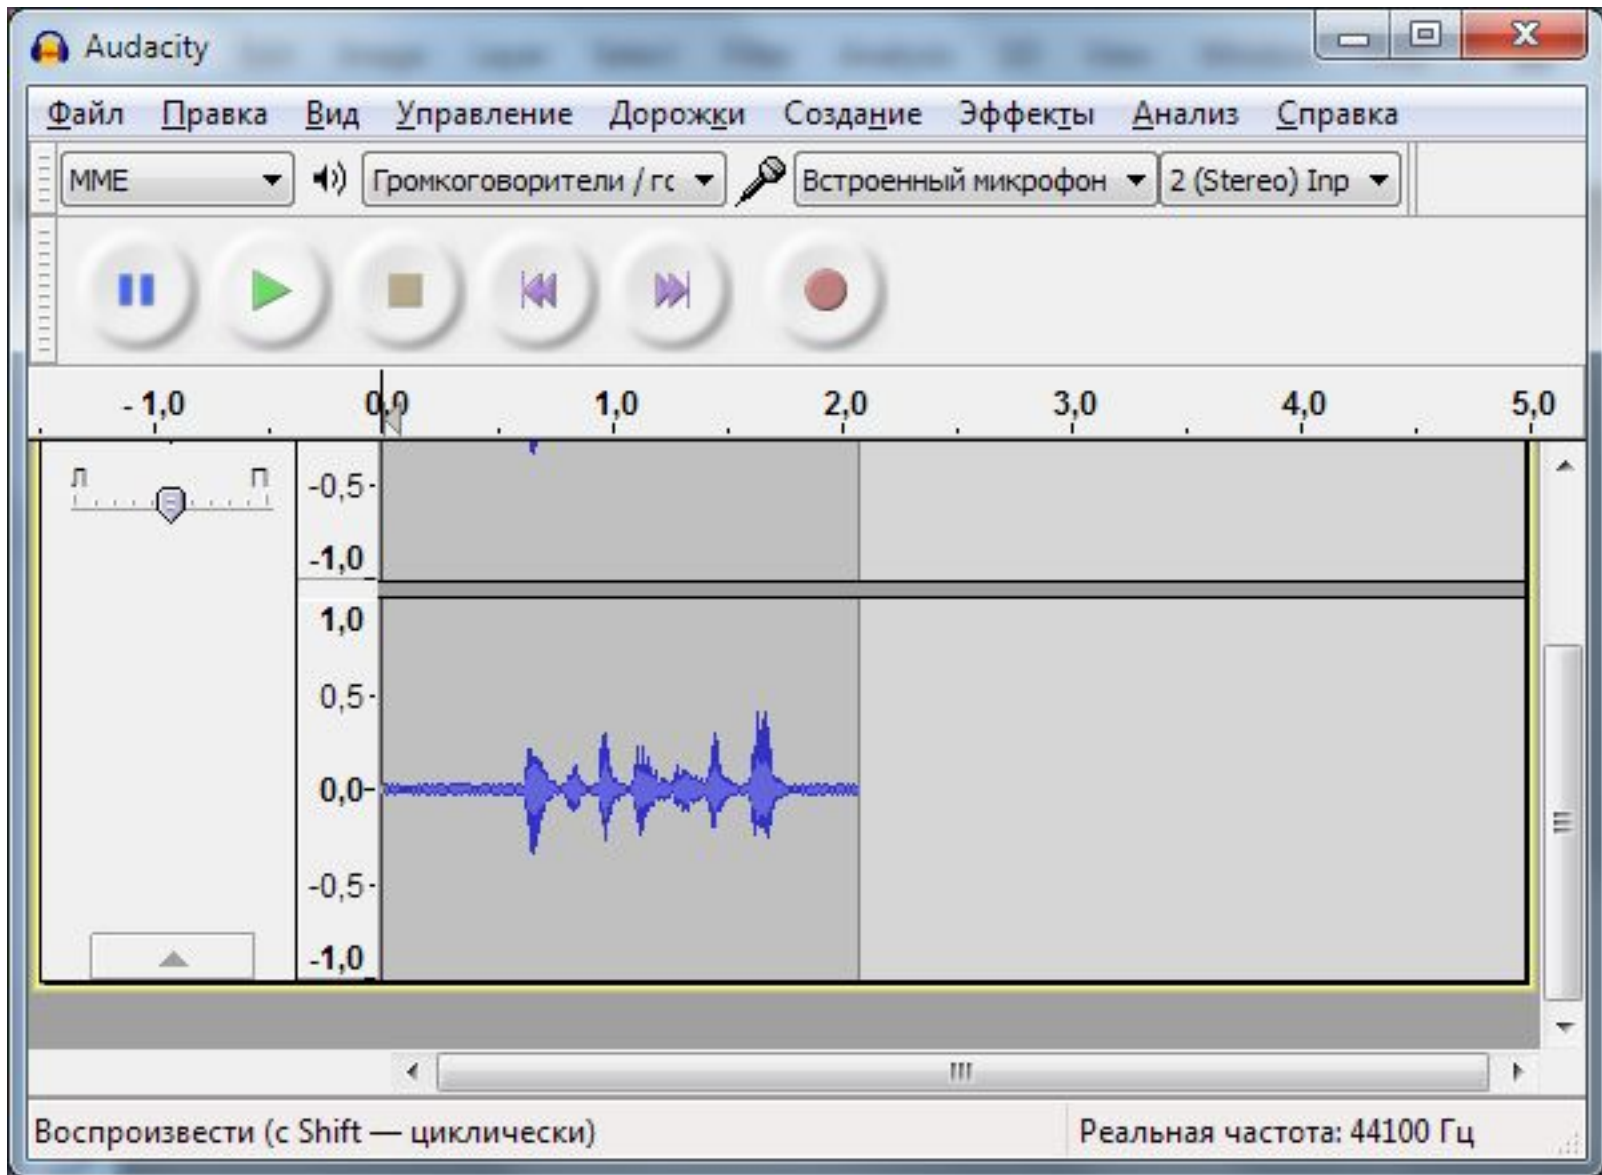 Audacity
Файл Правка Вид Управление Дорожки Создание Эффекты Анализ Справка
MME Громкоговорители / гс Встроенный микрофон 2 (Stereo) Inp
- 1,0 0,0 1,0 2,0 3,0 4,0 5,0
Л П
-0,5
-1,0
1,0
0,5
0,0
-0,5
-1,0
Воспроизвести (с Shift — циклически) Реальная частота: 44100 Гц